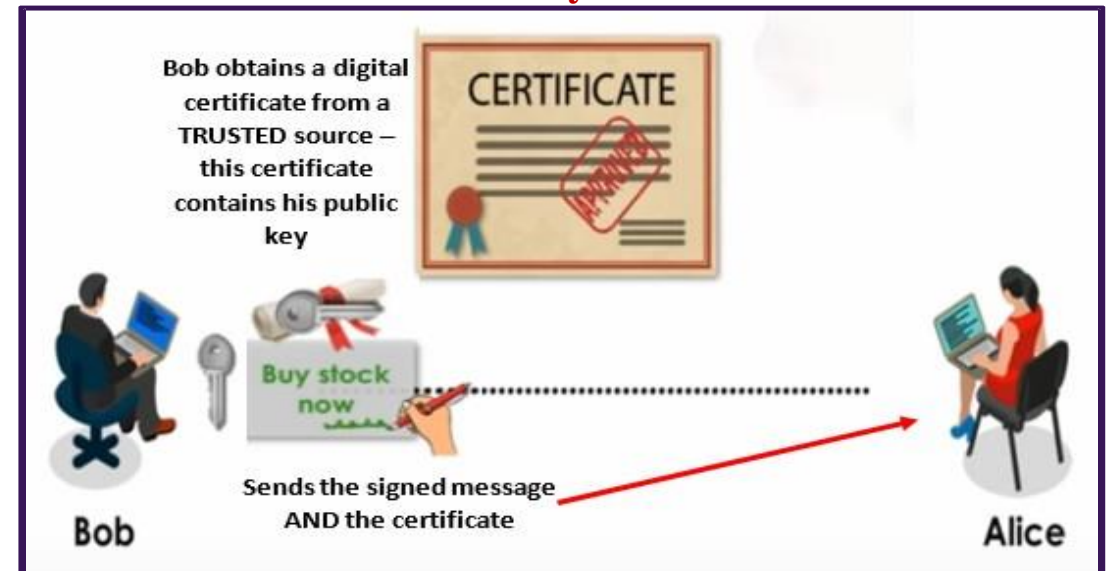 Bob obtains a digital
certificate from a
TRUSTED source –
this certificate
contains his public
key
CERTIFICATE
APPROVED
Buy stock
now
Sends the signed message
AND the certificate
Bob
Alice